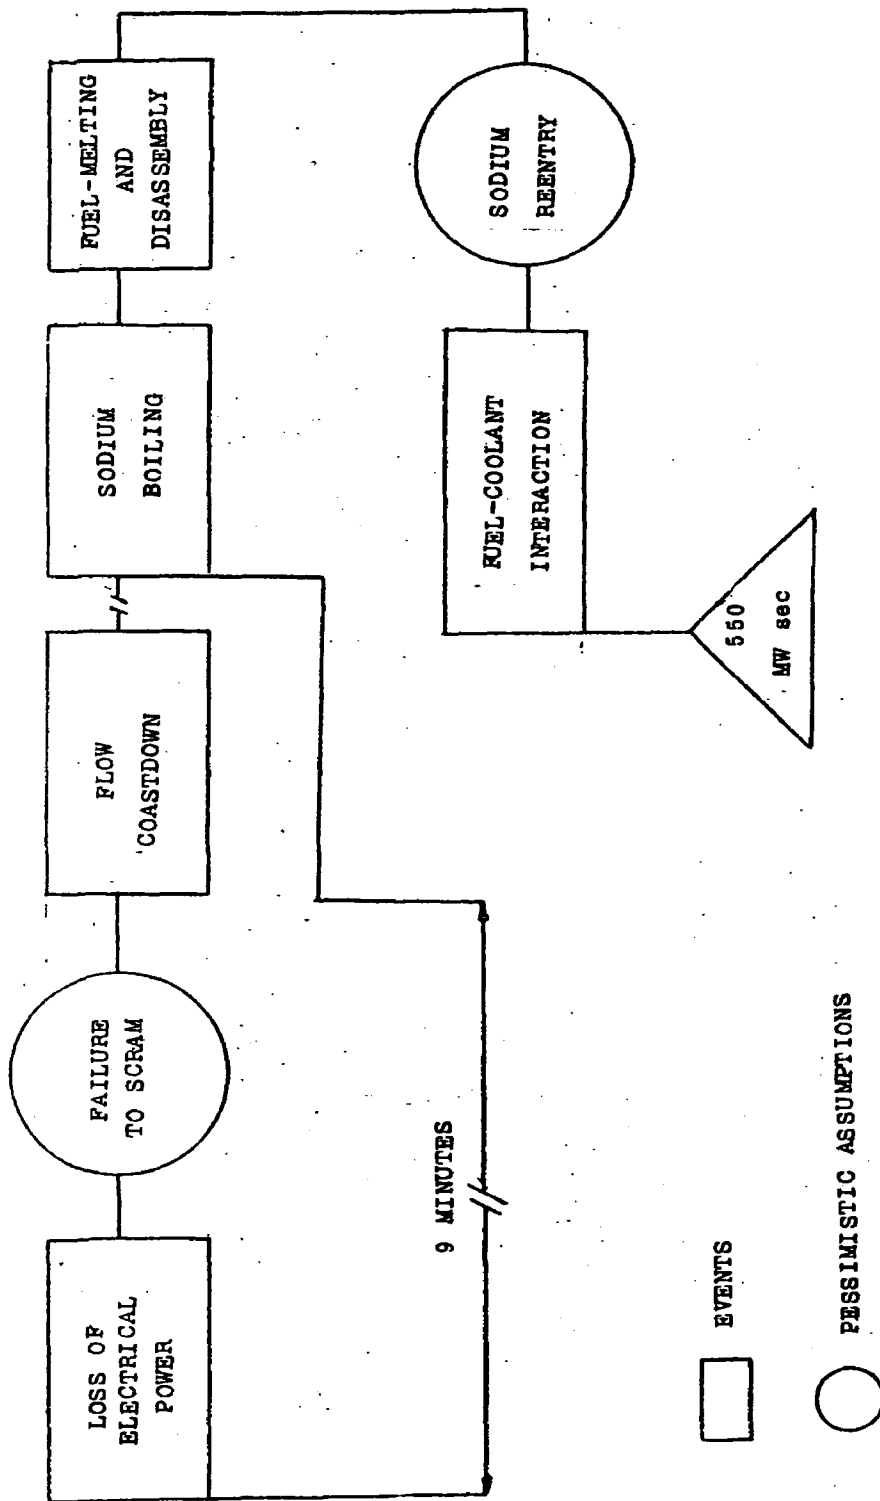 LOSS OF
ELECTRICAL
POWER
FAILURE
TO SCRAM
FLOW
COASTDOWN
SODIUM
BOILING
FUEL-MELTING
AND
DISASSEMBLY
9 MINUTES
SODIUM
REENTRY
FUEL-COOLANT
INTERACTION
550
MW sec
EVENTS
PESSIMISTIC ASSUMPTIONS